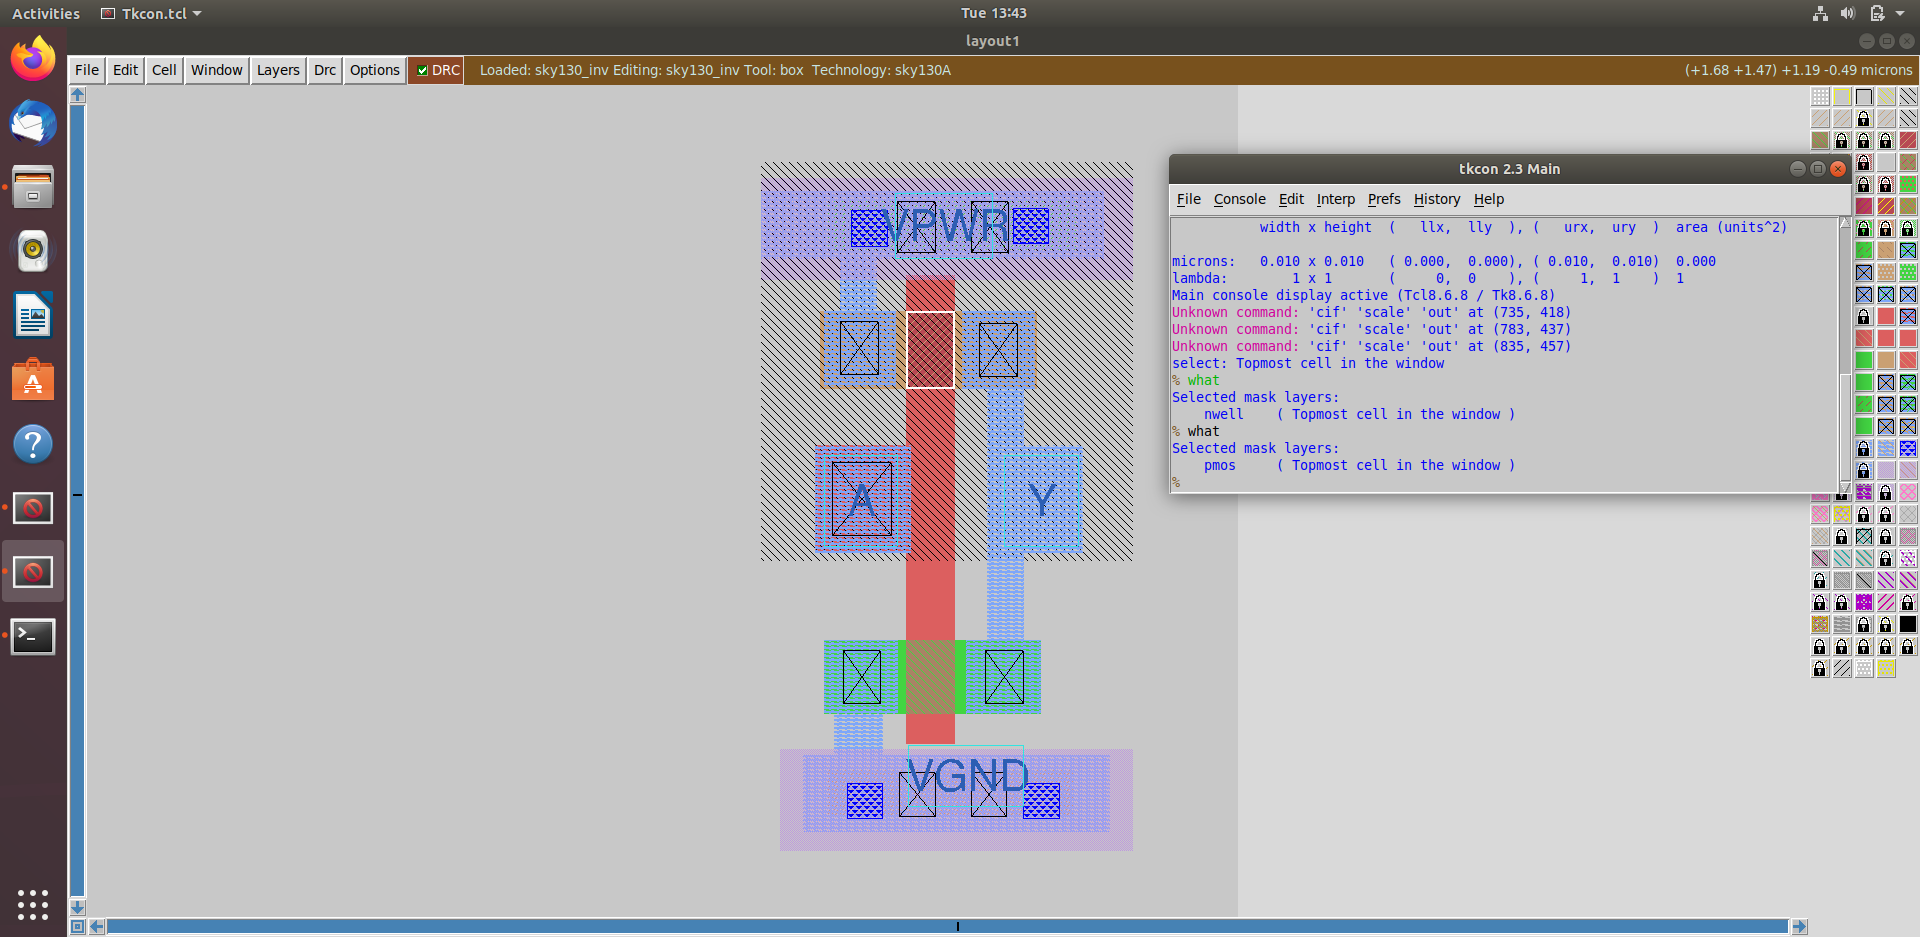 Activities Tkcon.tcl Tue 13:43
layout1
File Edit Cell Window Layers Drc Options DRC Loaded: sky130_inv Editing: sky130_inv Tool: box Technology: sky130A (+1.68 +1.47) +1.19 -0.49 microns
VPWR
A
Y
VGND
tkcon 2.3 Main
File Console Edit Interp Prefs History Help
width x height ( llx, lly ), ( urx, ury ) area (units^2)
microns: 0.010 x 0.010 ( 0.000, 0.000), ( 0.010, 0.010) 0.000
lambda: 1 x 1 ( 0, 0 ), ( 1, 1 ) 1
Main console display active (Tcl8.6.8 / Tk8.6.8)
Unknown command: 'cif' 'scale' 'out' at (735, 418)
Unknown command: 'cif' 'scale' 'out' at (783, 437)
Unknown command: 'cif' 'scale' 'out' at (835, 457)
select: Topmost cell in the window
% what
Selected mask layers:
nwell ( Topmost cell in the window )
% what
Selected mask layers:
pmos ( Topmost cell in the window )
%